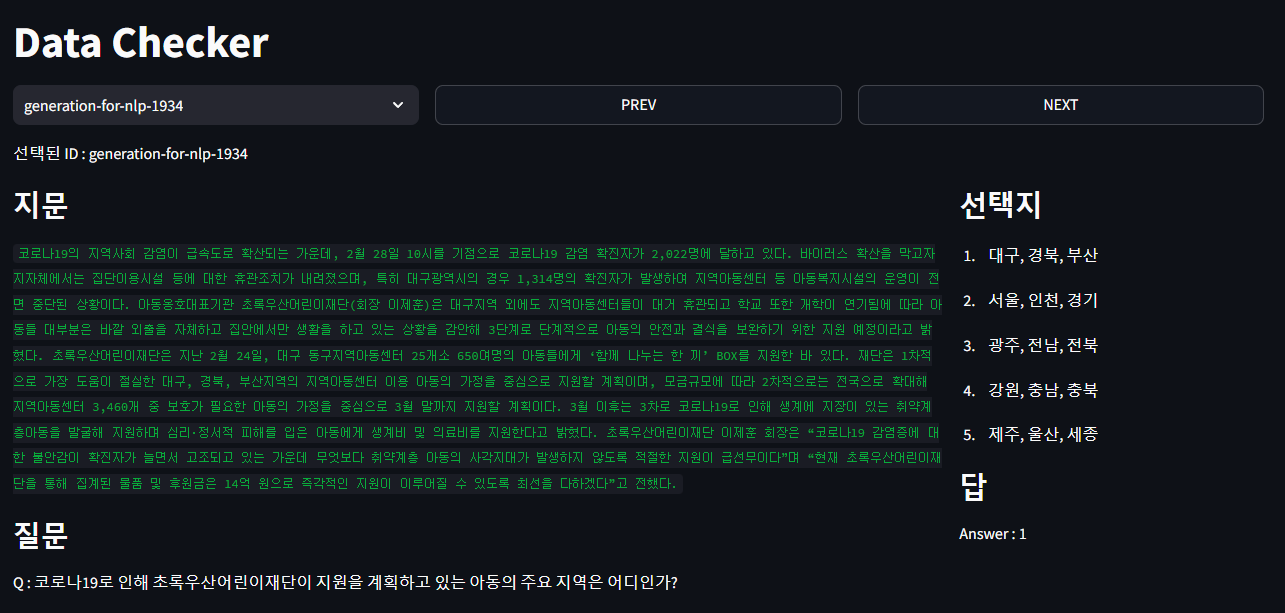 Data Checker
generation-for-nlp-1934
PREV
NEXT
선택된 ID : generation-for-nlp-1934
지문
코로나19의 지역사회 감염이 급속도로 확산되는 가운데, 2월 28일 10시를 기점으로 코로나19 감염 확진자가 2,022명에 달하고 있다. 바이러스 확산을 막고자
지자체에서는 집단이용시설 등에 대한 휴관조치가 내려졌으며, 특히 대구광역시의 경우 1,314명의 확진자가 발생하여 지역아동센터 등 아동복지시설의 운영이 전
면 중단된 상황이다. 아동옹호대표기관 초록우산어린이재단(회장 이제훈)은 대구지역 외에도 지역아동센터들이 대거 휴관되고 학교 또한 개학이 연기됨에 따라 아
동들 대부분은 바깥 외출을 자체하고 집안에서만 생활을 하고 있는 상황을 감안해 3단계로 단계적으로 아동의 안전과 결식을 보완하기 위한 지원 예정이라고 밝
혔다. 초록우산어린이재단은 지난 2월 24일, 대구 동구지역아동센터 25개소 650여명의 아동들에게 ‘함께 나누는 한 끼’ BOX를 지원한 바 있다. 재단은 1차적
으로 가장 도움이 절실한 대구, 경북, 부산지역의 지역아동센터 이용 아동의 가정을 중심으로 지원할 계획이며, 모금규모에 따라 2차적으로는 전국으로 확대해
지역아동센터 3,460개 중 보호가 필요한 아동의 가정을 중심으로 3월 말까지 지원할 계획이다. 3월 이후는 3차로 코로나19로 인해 생계에 지장이 있는 취약계
층아동을 발굴해 지원하며 심리·정서적 피해를 입은 아동에게 생계비 및 의료비를 지원한다고 밝혔다. 초록우산어린이재단 이제훈 회장은 “코로나19 감염증에 대
한 불안감이 확진자가 늘면서 고조되고 있는 가운데 무엇보다 취약계층 아동의 사각지대가 발생하지 않도록 적절한 지원이 급선무이다”며 “현재 초록우산어린이재
단을 통해 집계된 물품 및 후원금은 14억 원으로 즉각적인 지원이 이루어질 수 있도록 최선을 다하겠다”고 전했다.
질문
Q : 코로나19로 인해 초록우산어린이재단이 지원을 계획하고 있는 아동의 주요 지역은 어디인가?
선택지
1. 대구, 경북, 부산
2. 서울, 인천, 경기
3. 광주, 전남, 전북
4. 강원, 충남, 충북
5. 제주, 울산, 세종
답
Answer : 1